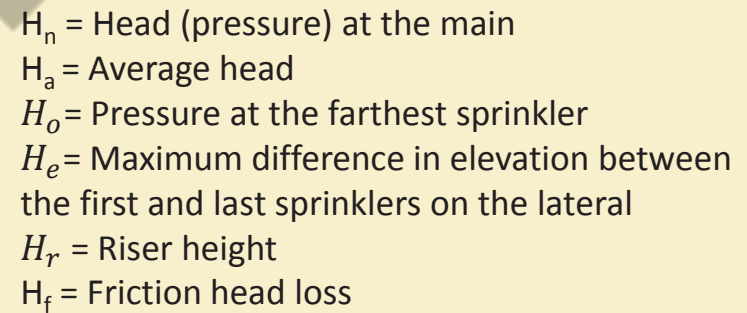 Hₙ = Head (pressure) at the main
Hₐ = Average head
Hₒ= Pressure at the farthest sprinkler
Hₑ= Maximum difference in elevation between
the first and last sprinklers on the lateral
Hᵣ = Riser height
H_f = Friction head loss